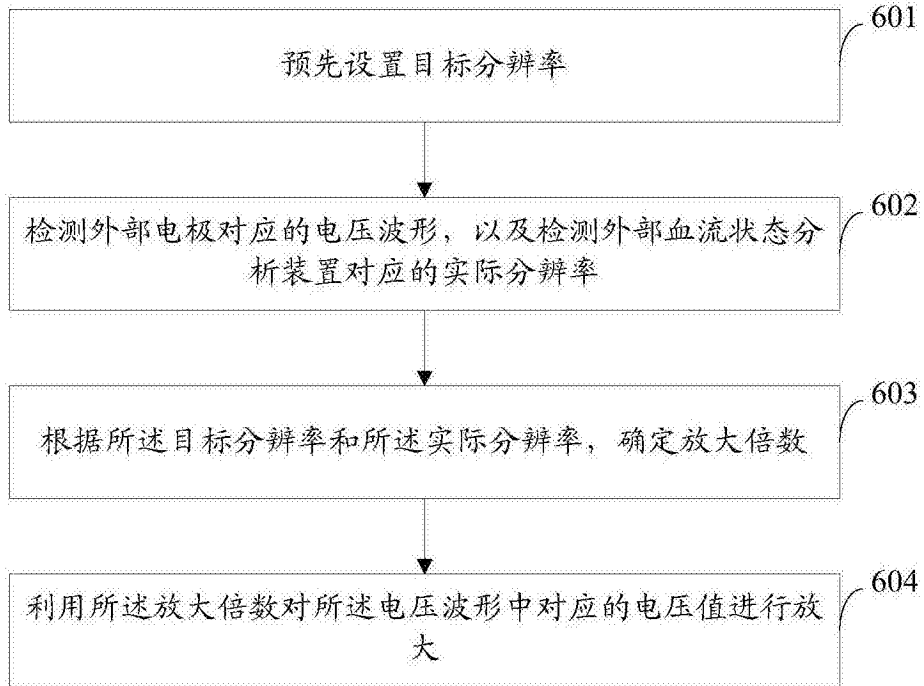 601
预先设置目标分辨率
602
检测外部电极对应的电压波形，以及检测外部血流状态分
析装置对应的实际分辨率
603
根据所述目标分辨率和所述实际分辨率，确定放大倍数
604
利用所述放大倍数对所述电压波形中对应的电压值进行放
大